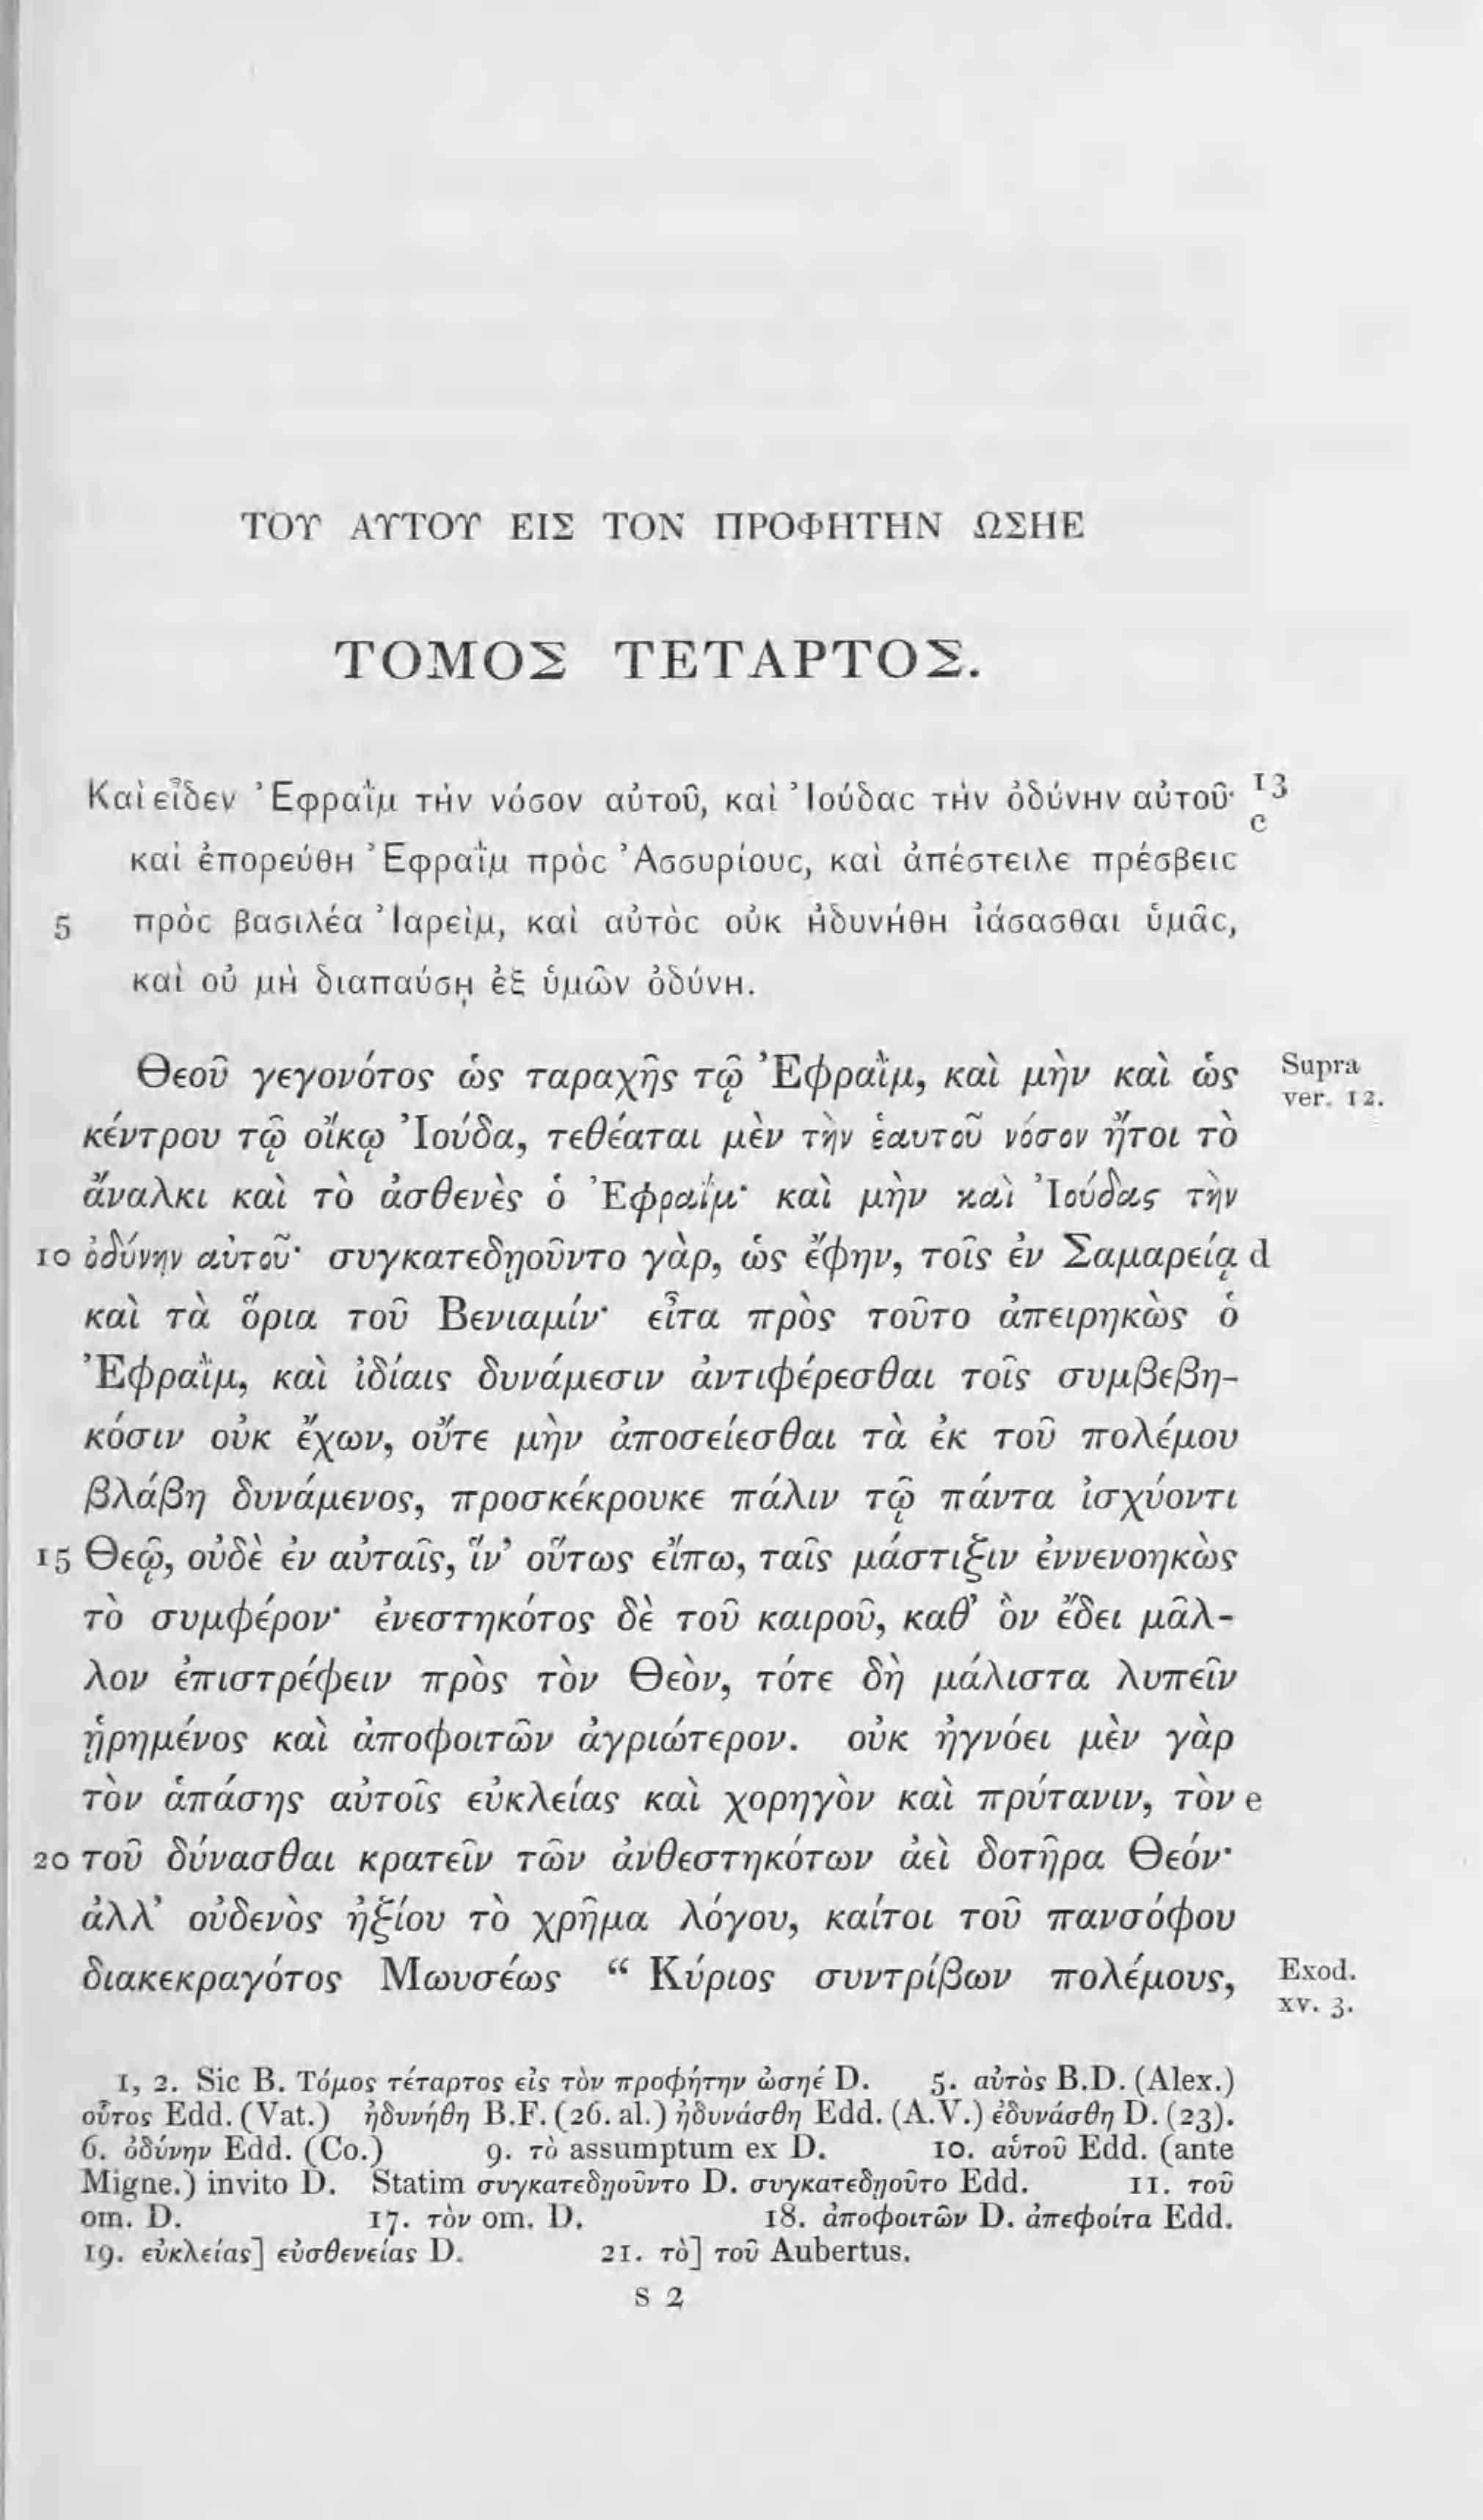 ΤΟΥ ΑΥΤΟΥ ΕΙΣ ΤΟΝ ΠΡΟΦΗΤΗΝ ΩΣΗΕ
ΤΟΜΟΣ ΤΕΤΑΡΤΟΣ.
Καὶ εἶδεν Ἐφραῒμ τὴν νόσον αὐτοῦ, καὶ Ἰούδας τὴν ὀδύνην αὐτοῦ· 13
c
καὶ ἐπορεύθη Ἐφραῒμ πρὸς Ἀσσυρίους, καὶ ἀπέστειλε πρέσβεις
5 πρὸς βασιλέα Ἰαρεὶμ, καὶ αὐτὸς οὐκ ἠδυνήθη ἰάσασθαι ὑμᾶς,
καὶ οὐ μὴ διαπαύσῃ ἐξ ὑμῶν ὀδύνη.
Θεοῦ γεγονότος ὡς ταραχῆς τῷ Ἐφραῒμ, καὶ μὴν καὶ ὡς Supra
ver. 12.
κέντρου τῷ οἴκῳ Ἰούδα, τεθέαται μὲν τὴν ἑαυτοῦ νόσον ἤτοι τὸ
ἄναλκι καὶ τὸ ἀσθενὲς ὁ Ἐφραΐμ· καὶ μὴν καὶ Ἰούδας τὴν
10 ὀδύνην αὐτοῦ· συγκατεδῃοῦντο γὰρ, ὡς ἔφην, τοῖς ἐν Σαμαρείᾳ d
καὶ τὰ ὅρια τοῦ Βενιαμίν· εἶτα πρὸς τοῦτο ἀπειρηκὼς ὁ
Ἐφραῒμ, καὶ ἰδίαις δυνάμεσιν ἀντιφέρεσθαι τοῖς συμβεβη-
κόσιν οὐκ ἔχων, οὔτε μὴν ἀποσείεσθαι τὰ ἐκ τοῦ πολέμου
βλάβη δυνάμενος, προσκέκρουκε πάλιν τῷ πάντα ἰσχύοντι
15 Θεῷ, οὐδὲ ἐν αὐταῖς, ἵν’ οὕτως εἴπω, ταῖς μάστιξιν ἐννενοηκὼς
τὸ συμφέρον· ἐνεστηκότος δὲ τοῦ καιροῦ, καθ’ ὃν ἔδει μᾶλ-
λον ἐπιστρέφειν πρὸς τὸν Θεὸν, τότε δὴ μάλιστα λυπεῖν
ᾑρημένος καὶ ἀποφοιτῶν ἀγριώτερον. οὐκ ἠγνόει μὲν γὰρ
τὸν ἁπάσης αὐτοῖς εὐκλείας καὶ χορηγὸν καὶ πρύτανιν, τὸν e
20 τοῦ δύνασθαι κρατεῖν τῶν ἀνθεστηκότων ἀεὶ δοτῆρα Θεόν·
ἀλλ’ οὐδενὸς ἠξίου τὸ χρῆμα λόγου, καίτοι τοῦ πανσόφου
διακεκραγότος Μωυσέως “ Κύριος συντρίβων πολέμους, Exod.
xv. 3.
1, 2. Sic B. Τόμος τέταρτος εἰς τὸν προφήτην ὠσηέ D. 5. αὐτὸς B.D. (Alex.)
οὗτος Edd. (Vat.) ἠδυνήθη B.F. (26. al.) ἠδυνάσθη Edd. (A.V.) ἐδυνάσθη D. (23).
6. ὀδύνην Edd. (Co.) 9. τὸ assumptum ex D. 10. αὑτοῦ Edd. (ante
Migne.) invito D. Statim συγκατεδῃοῦντο D. συγκατεδῃοῦτο Edd. 11. τοῦ
om. D. 17. τὸν om. D. 18. ἀποφοιτῶν D. ἀπεφοίτα Edd.
19. εὐκλείας] εὐσθενείας D. 21. τὸ] τοῦ Aubertus.
S 2